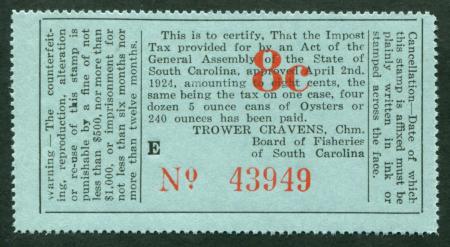 warning—The counterfeit-
ing, reproduction, alteration
or re-use of this stamp is
punishable by a fine of not
less than $500, nor more than
$1,000, or imprisonment for
not less than six months nor
more than twelve months.
This is to certify, That the Impost
Tax provided for by an Act of the
General Assembly of the State of
South Carolina, approved April 2nd.
1924, amounting to eight cents, the
same being the tax on one case, four
dozen 5 ounce cans of Oysters or
240 ounces has been paid.
8c
TROWER CRAVENS, Chm.
Board of Fisheries
of South Carolina
E
No 43949
Cancellation—Date of which
this stamp is affixed must be
plainly written in ink or
stamped across the face.